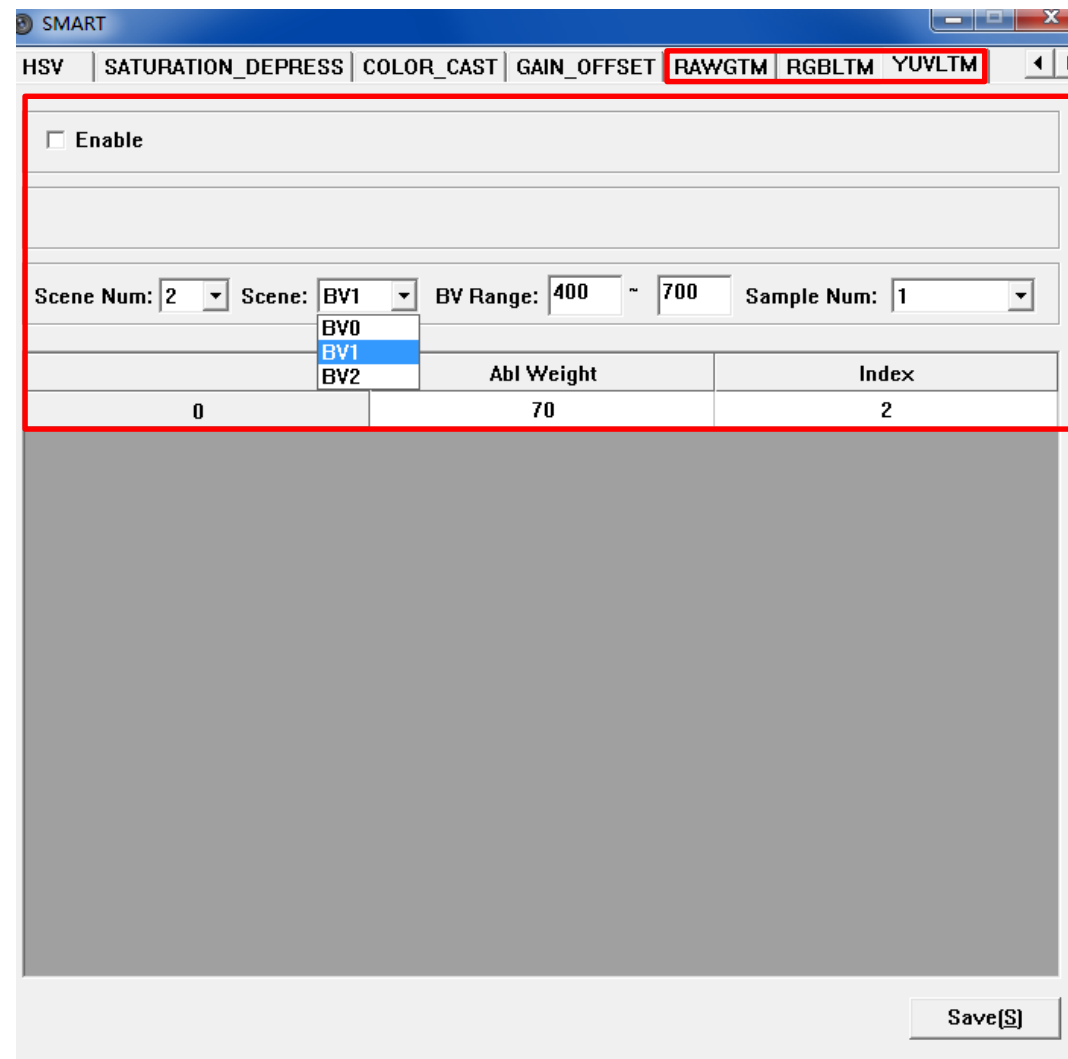 SMART
HSV SATURATION_DEPRESS COLOR_CAST GAIN_OFFSET RAWGTM RGBLTM YUVLTM
Enable
Scene Num: 2 Scene: BV1 BV Range: 400 ~ 700 Sample Num: 1
BV0
BV1
BV2
Abl Weight Index
0 70 2
Save(S)